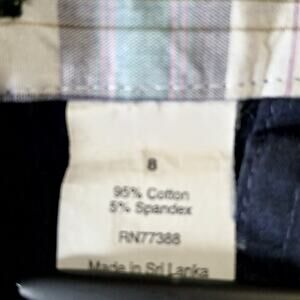 8
95% Cotton
5% Spandex
RN77388
Made in Sri Lanka